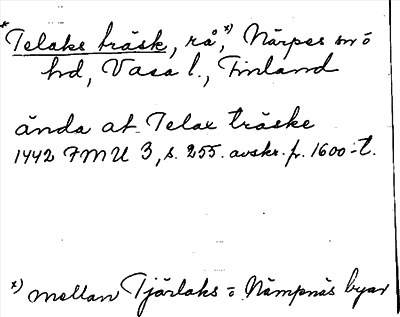 *Telaks träsk, rå,*) Närpes sn o
hd, Vasa l., Finland
ända at Telax träske
1442 FMU 3, s. 255. avskr. fr. 1600-t.
*) mellan Tjärlaks o Nämpnäs byar